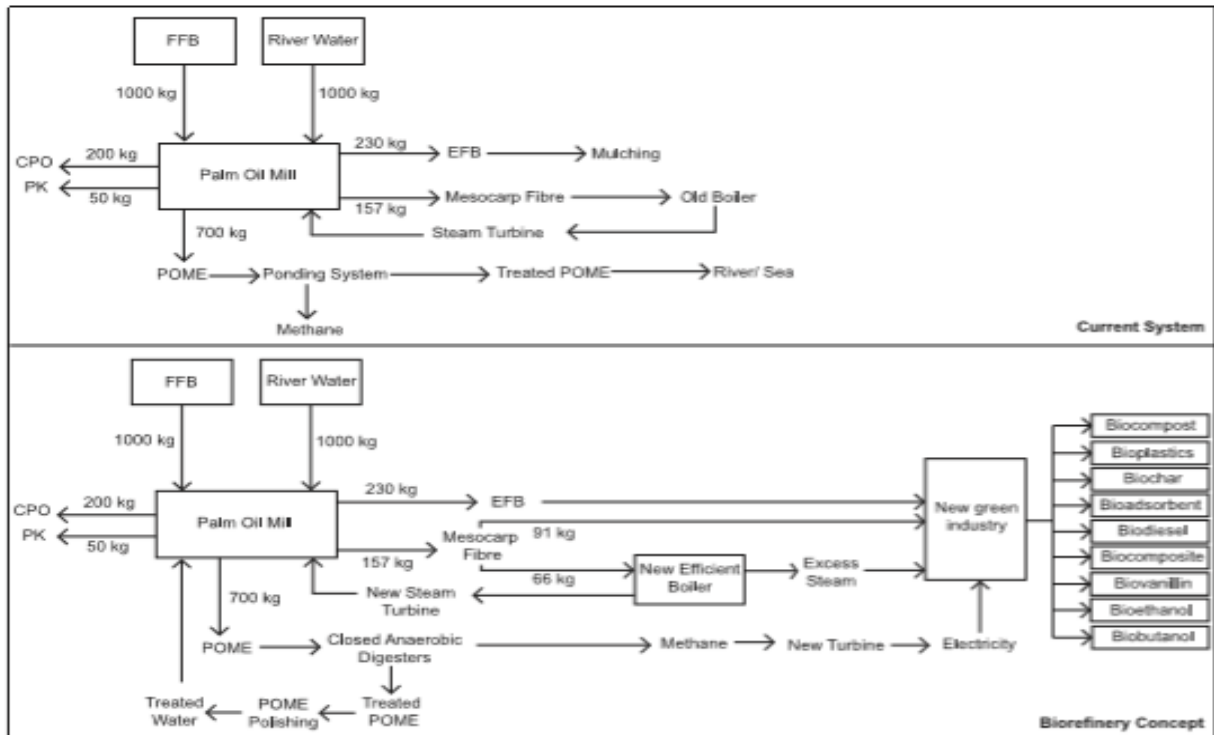 FFB
River Water
1000 kg
1000 kg
CPO
200 kg
PK
50 kg
Palm Oil Mill
230 kg
EFB
Mulching
157 kg
Mesocarp Fibre
Old Boiler
Steam Turbine
700 kg
POME
Ponding System
Treated POME
River/ Sea
Methane
Current System
FFB
River Water
1000 kg
1000 kg
CPO
200 kg
PK
50 kg
Palm Oil Mill
230 kg
EFB
157 kg
Mesocarp
Fibre
91 kg
66 kg
New Efficient
Boiler
Excess
Steam
New green
industry
New Steam
Turbine
700 kg
POME
Closed Anaerobic
Digesters
Methane
New Turbine
Electricity
Treated
Water
POME
Polishing
Treated
POME
Biocompost
Bioplastics
Biochar
Bioadsorbent
Biodiesel
Biocomposite
Biovanillin
Bioethanol
Biobutanol
Biorefinery Concept